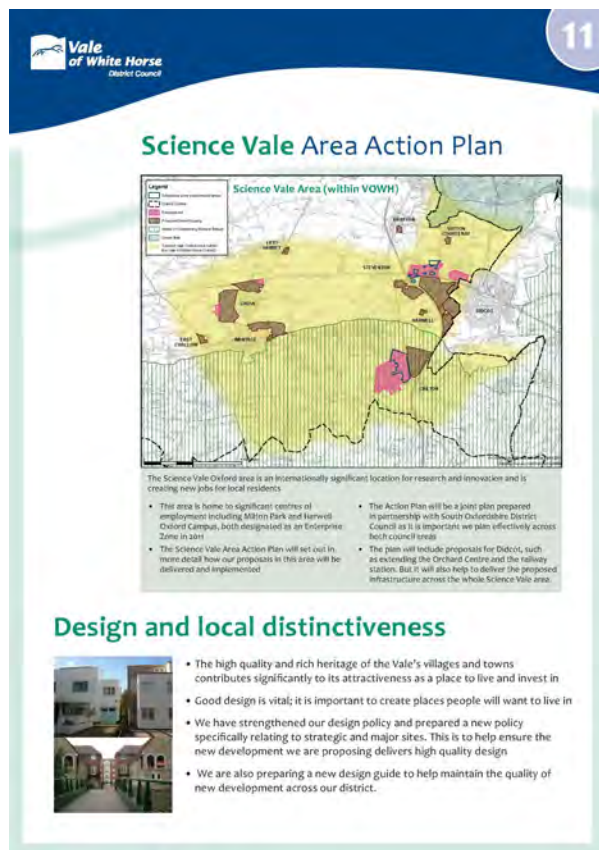 11
Vale
of White Horse
District Council
Science Vale Area Action Plan
Legend
Science Vale Area (within VOWH)
DRAYTON
SUTTON
COURTENAY
EAST
HANNEY
STEVENTON
DIDCOT
GROVE
HARWELL
WANTAGE
EAST
CHALLOW
CHILTON
The Science Vale Oxford area is an internationally significant location for research and innovation and is
creating new jobs for local residents
• This area is home to significant centres of
employment including Milton Park and Harwell
Oxford Campus, both designated as an Enterprise
Zone in 2011
• The Science Vale Area Action Plan will set out in
more detail how our proposals in this area will be
delivered and implemented
• The Action Plan will be a joint plan prepared
in partnership with South Oxfordshire District
Council as it is important we plan effectively across
both council areas
• The plan will include proposals for Didcot, such
as extending the Orchard Centre and the railway
station. But it will also help to deliver the proposed
infrastructure across the whole Science Vale area
Design and local distinctiveness
• The high quality and rich heritage of the Vale's villages and towns
contributes significantly to its attractiveness as a place to live and invest in
• Good design is vital; it is important to create places people will want to live in
• We have strengthened our design policy and prepared a new policy
specifically relating to strategic and major sites. This is to help ensure the
new development we are proposing delivers high quality design
• We are also preparing a new design guide to help maintain the quality of
new development across our district.